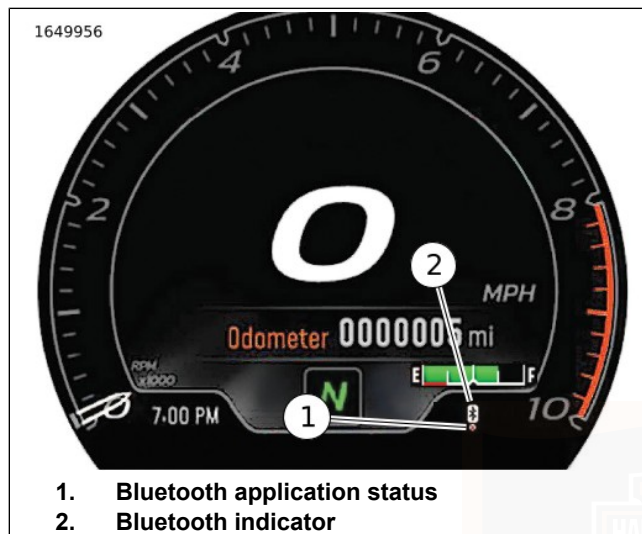 1649956
4
6
2
8
0
2
MPH
Odometer 0000005 mi
RPM
x1000
E
F
N
0
7:00 PM
1
10
1. Bluetooth application status
2. Bluetooth indicator